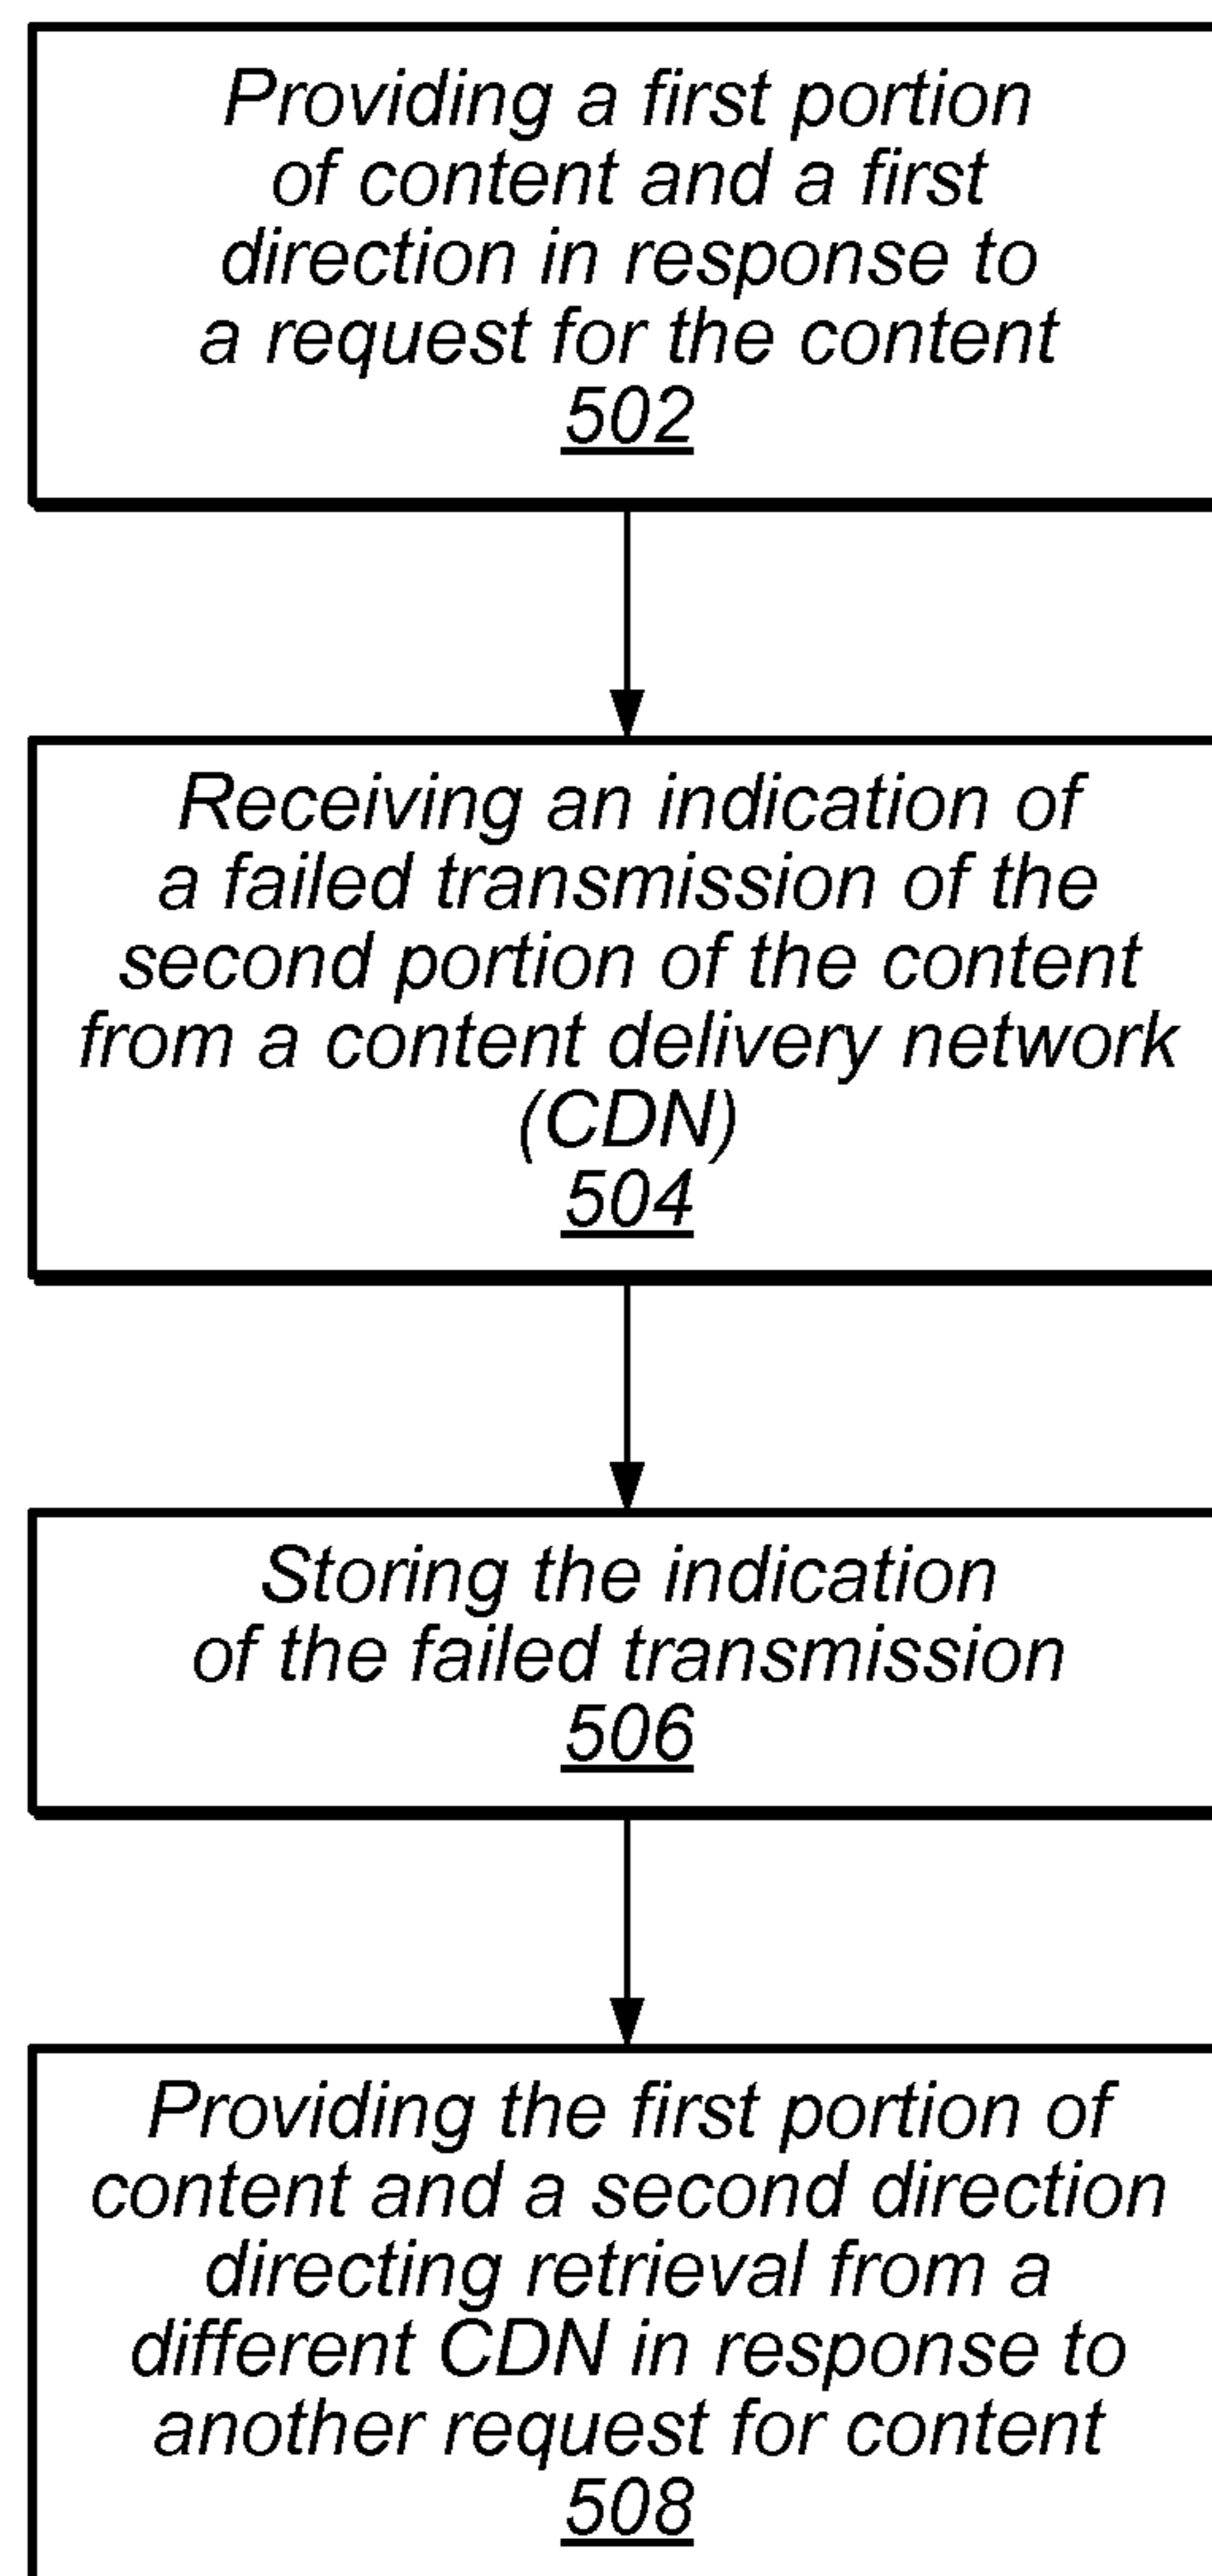 Providing a first portion
of content and a first
direction in response to
a request for the content
502
Receiving an indication of
a failed transmission of the
second portion of the content
from a content delivery network
(CDN)
504
Storing the indication
of the failed transmission
506
Providing the first portion of
content and a second direction
directing retrieval from a
different CDN in response to
another request for content
508